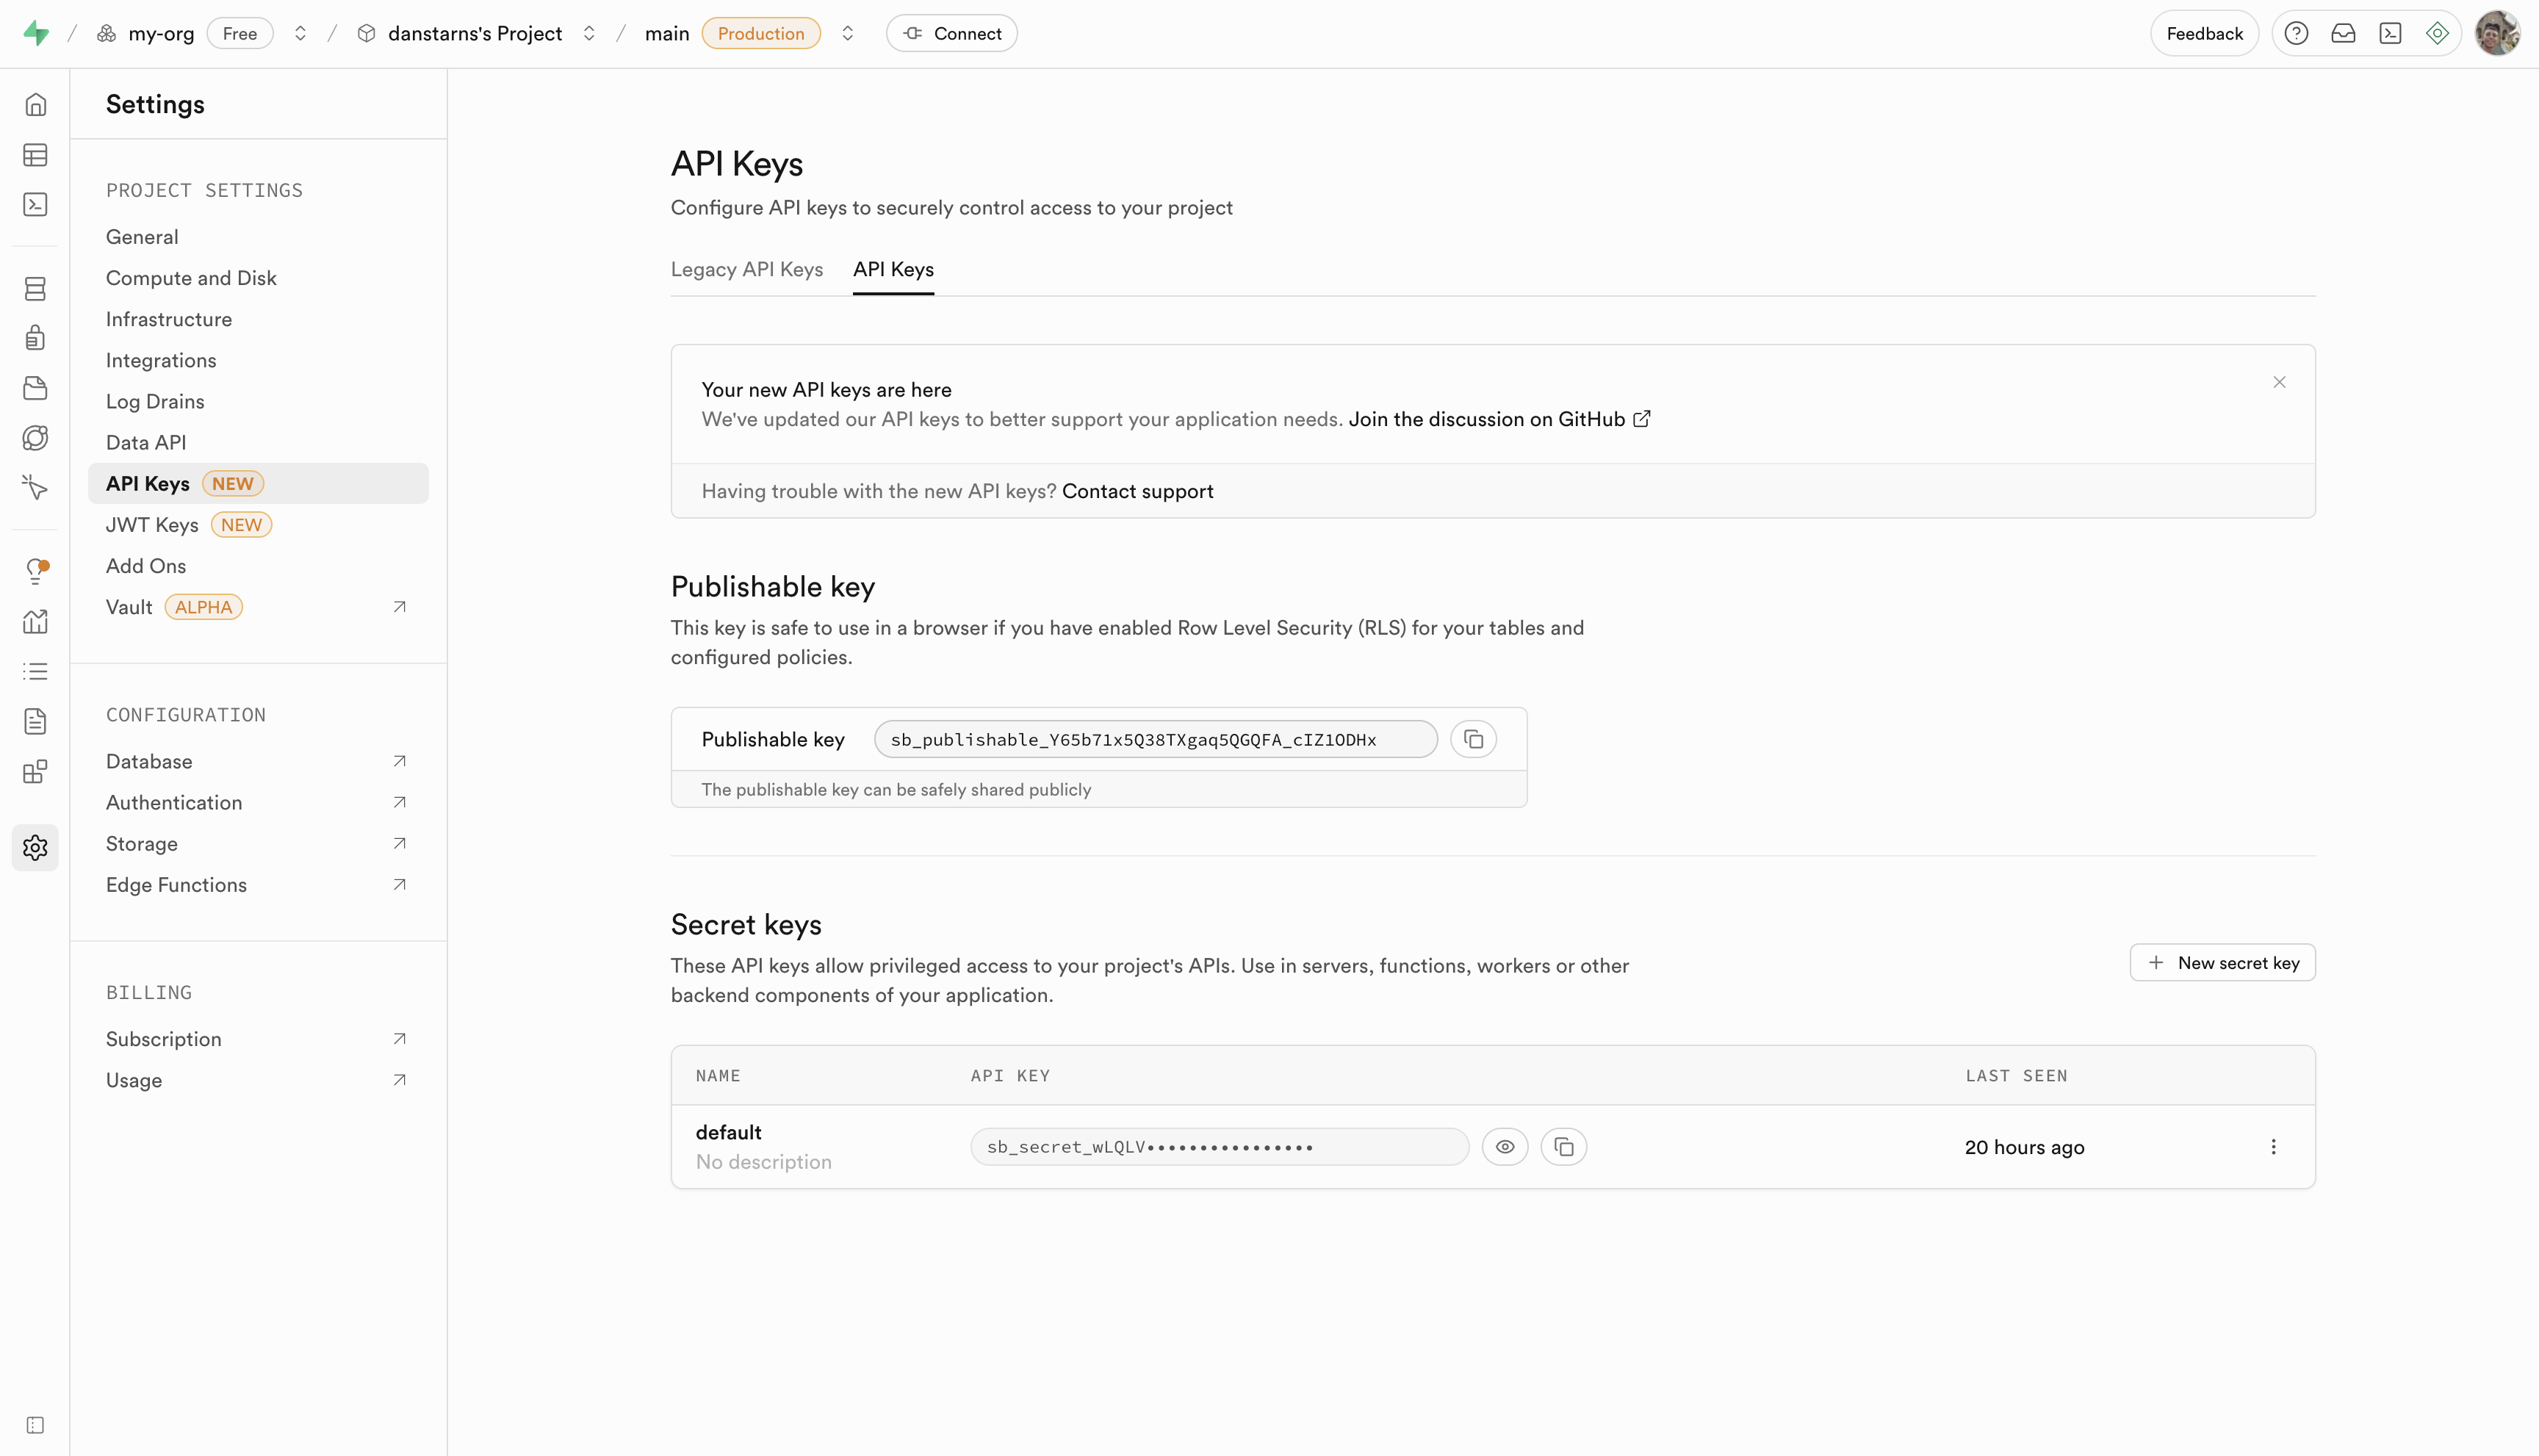 my-org Free danstarns's Project main Production Connect Feedback
Settings
PROJECT SETTINGS
General
Compute and Disk
Infrastructure
Integrations
Log Drains
Data API
API Keys NEW
JWT Keys NEW
Add Ons
Vault ALPHA
CONFIGURATION
Database
Authentication
Storage
Edge Functions
BILLING
Subscription
Usage
API Keys
Configure API keys to securely control access to your project
Legacy API Keys API Keys
Your new API keys are here
We've updated our API keys to better support your application needs. Join the discussion on GitHub
Having trouble with the new API keys? Contact support
Publishable key
This key is safe to use in a browser if you have enabled Row Level Security (RLS) for your tables and
configured policies.
Publishable key sb_publishable_Y65b71x5Q38TXgaq5QGQFA_cIZ1ODHx
The publishable key can be safely shared publicly
Secret keys
These API keys allow privileged access to your project's APIs. Use in servers, functions, workers or other
backend components of your application.
New secret key
NAME API KEY LAST SEEN
default
No description
sb_secret_wLQLV•••••••••••••••• 20 hours ago